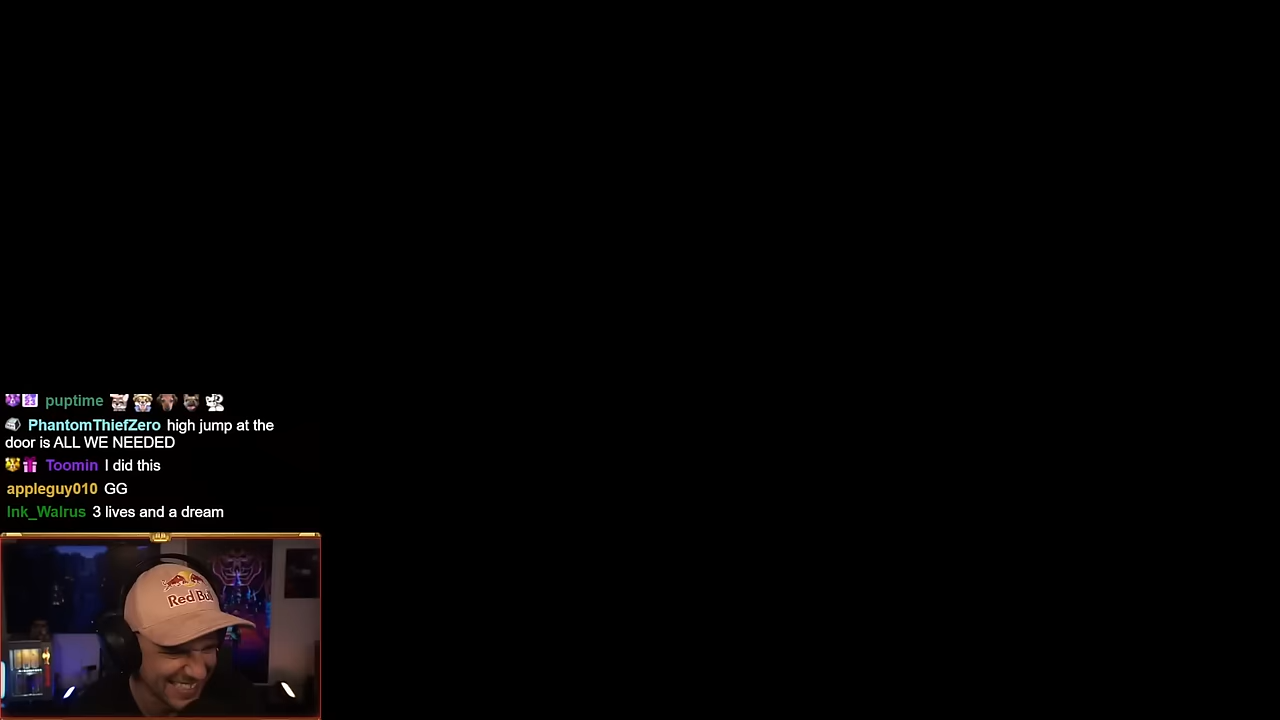 23 puptime
PhantomThiefZero high jump at the
door is ALL WE NEEDED
Toomin I did this
appleguy010 GG
Ink_Walrus 3 lives and a dream
Red Bull